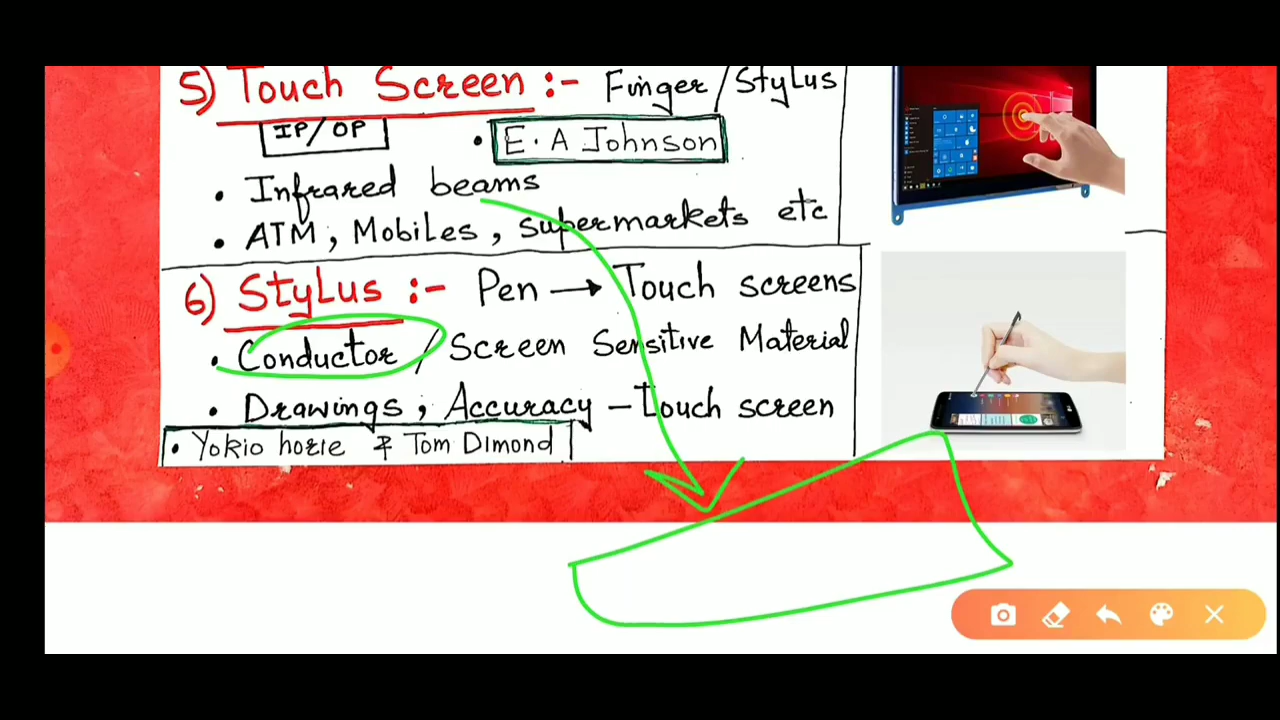 5) Touch Screen :- Finger/Stylus
IP/OP • E. A Johnson
• Infrared beams
• ATM, Mobiles, supermarkets etc
6) Stylus :- Pen → Touch screens
• Conductor / Screen Sensitive Material
• Drawings, Accuracy – touch screen
• Yokio horie & Tom Dimond